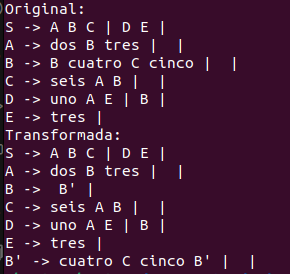 Original:
S -> A B C | D E |
A -> dos B tres |  |
B -> B cuatro C cinco |  |
C -> seis A B |  |
D -> uno A E | B |
E -> tres |
Transformada:
S -> A B C | D E |
A -> dos B tres |  |
B ->  B' |
C -> seis A B |  |
D -> uno A E | B |
E -> tres |
B' -> cuatro C cinco B' |  |